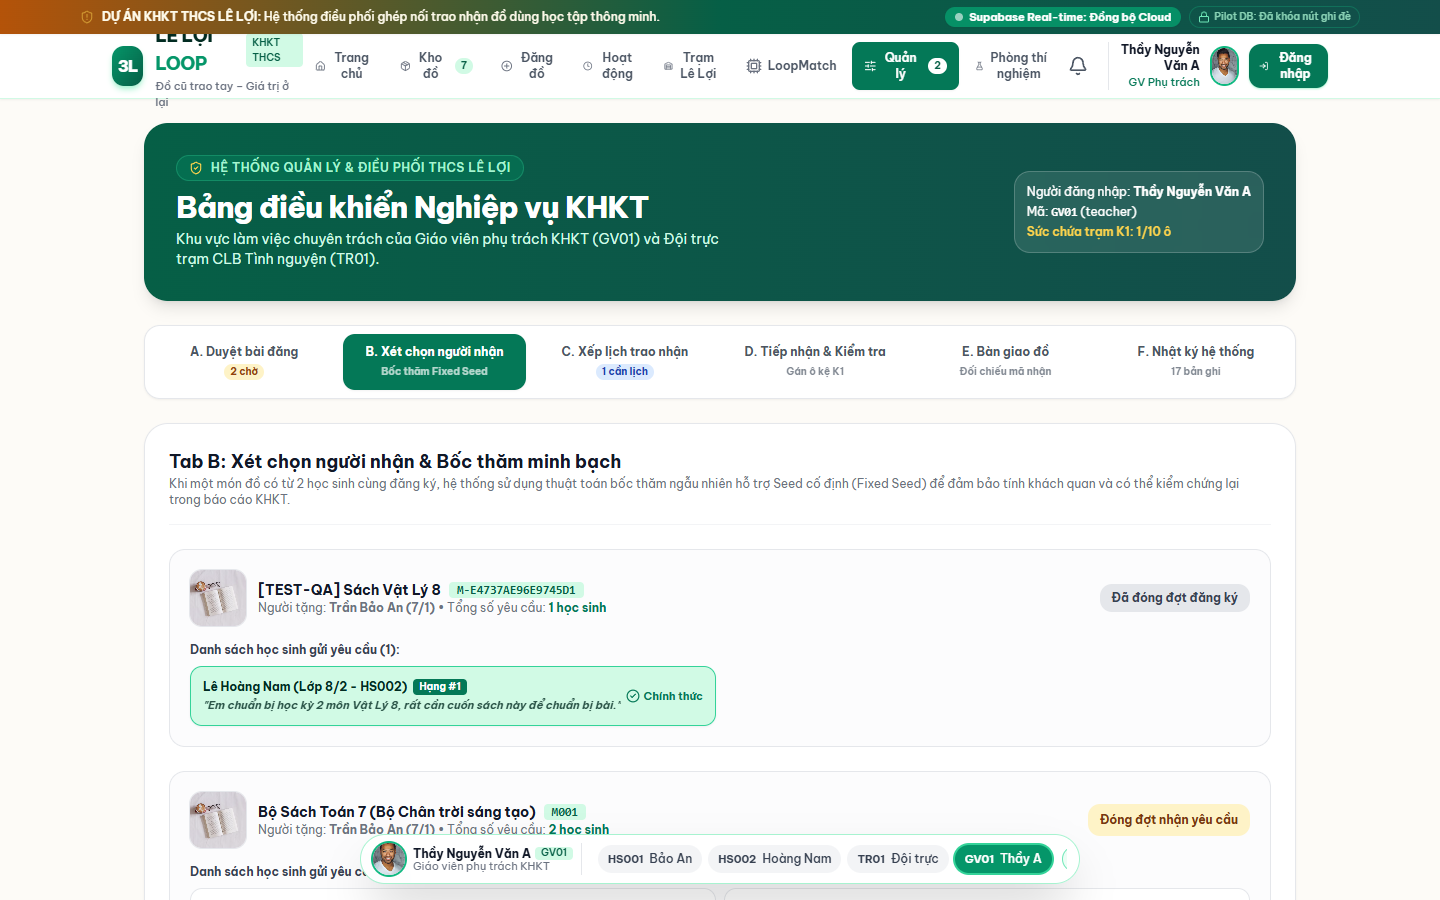 DỰ ÁN KHKT THCS LÊ LỢI: Hệ thống điều phối ghép nối trao nhận đồ dùng học tập thông minh.
Supabase Real-time: Đồng bộ Cloud
Pilot DB: Đã khóa nút ghi đè
3L
LÊ LỢI
LOOP
KHKT
THCS
Đồ cũ trao tay – Giá trị ở
lại
Trang
chủ
Kho
đồ
7
Đăng
đồ
Hoạt
động
Trạm
Lê Lợi
LoopMatch
Quản
lý
2
Phòng thí
nghiệm
Thầy Nguyễn
Văn A
GV Phụ trách
Đăng
nhập
HỆ THỐNG QUẢN LÝ & ĐIỀU PHỐI THCS LÊ LỢI
Bảng điều khiển Nghiệp vụ KHKT
Khu vực làm việc chuyên trách của Giáo viên phụ trách KHKT (GV01) và Đội trực
trạm CLB Tình nguyện (TR01).
Người đăng nhập: Thầy Nguyễn Văn A
Mã: GV01 (teacher)
Sức chứa trạm K1: 1/10 ô
A. Duyệt bài đăng
2 chờ
B. Xét chọn người nhận
Bốc thăm Fixed Seed
C. Xếp lịch trao nhận
1 cần lịch
D. Tiếp nhận & Kiểm tra
Gán ô kệ K1
E. Bàn giao đồ
Đối chiếu mã nhận
F. Nhật ký hệ thống
17 bản ghi
Tab B: Xét chọn người nhận & Bốc thăm minh bạch
Khi một món đồ có từ 2 học sinh cùng đăng ký, hệ thống sử dụng thuật toán bốc thăm ngẫu nhiên hỗ trợ Seed cố định (Fixed Seed) để đảm bảo tính khách quan và có thể kiểm chứng lại
trong báo cáo KHKT.
[TEST-QA] Sách Vật Lý 8 M-E4737AE96E9745D1
Người tặng: Trần Bảo An (7/1) • Tổng số yêu cầu: 1 học sinh
Đã đóng đợt đăng ký
Danh sách học sinh gửi yêu cầu (1):
Lê Hoàng Nam (Lớp 8/2 - HS002) Hạng #1
"Em chuẩn bị học kỳ 2 môn Vật Lý 8, rất cần cuốn sách này để chuẩn bị bài."
Chính thức
Bộ Sách Toán 7 (Bộ Chân trời sáng tạo) M001
Người tặng: Trần Bảo An (7/1) • Tổng số yêu cầu: 2 học sinh
Đóng đợt nhận yêu cầu
Danh sách học sinh gửi yêu c
Thầy Nguyễn Văn A GV01
Giáo viên phụ trách KHKT
HS001 Bảo An
HS002 Hoàng Nam
TR01 Đội trực
GV01 Thầy A